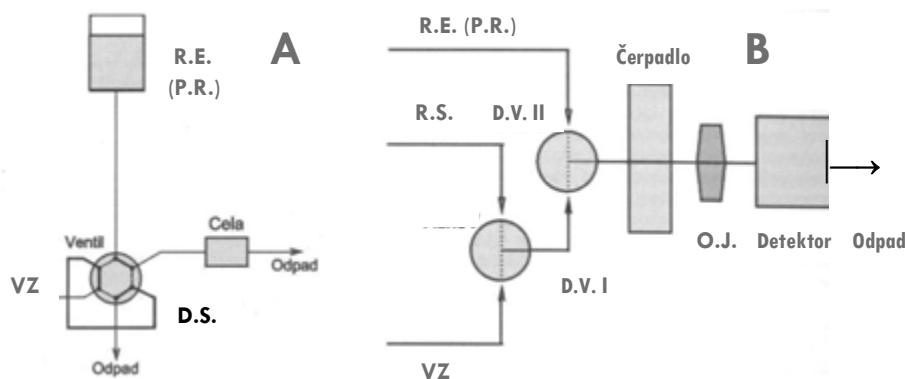 R.E.
(P.R.)
A
Ventil
Cela
Odpad
VZ
D.S.
Odpad
R.E. (P.R.)
B
Čerpadlo
R.S.
D.V. II
O.J.
Detektor
Odpad
D.V. I
VZ